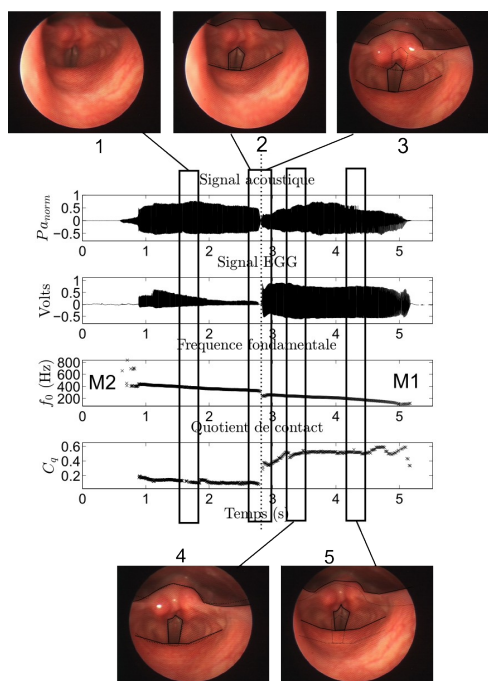 1
2
3
Signal acoustique
Pa_norm
1
0.5
0
−0.5
0 1 2 3 4 5
Signal EGG
Volts
1
0.5
0
−0.5
0 1 2 3 4 5
Frequence fondamentale
f_0 (Hz)
800
600
400
200
M2
M1
0 1 2 3 4 5
Quotient de contact
C_q
0.6
0.4
0.2
0 1 2 3 4 5
Temps (s)
4
5